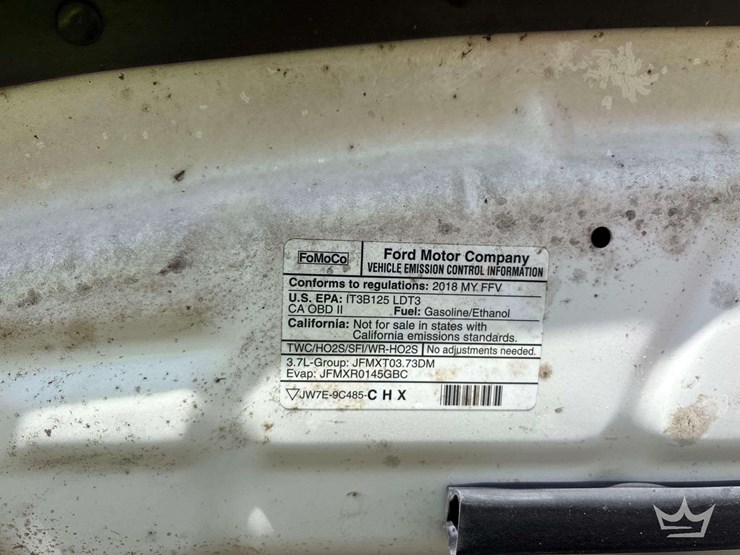 FoMoCo
Ford Motor Company
VEHICLE EMISSION CONTROL INFORMATION
Conforms to regulations: 2018 MY FFV
U.S. EPA: IT3B125 LDT3
CA OBD II Fuel: Gasoline/Ethanol
California: Not for sale in states with
California emissions standards.
TWC/HO2S/SFI/WR-HO2S No adjustments needed.
3.7L-Group: JFMXT03.73DM
Evap: JFMXR0145GBC
JW7E-9C485-CHX